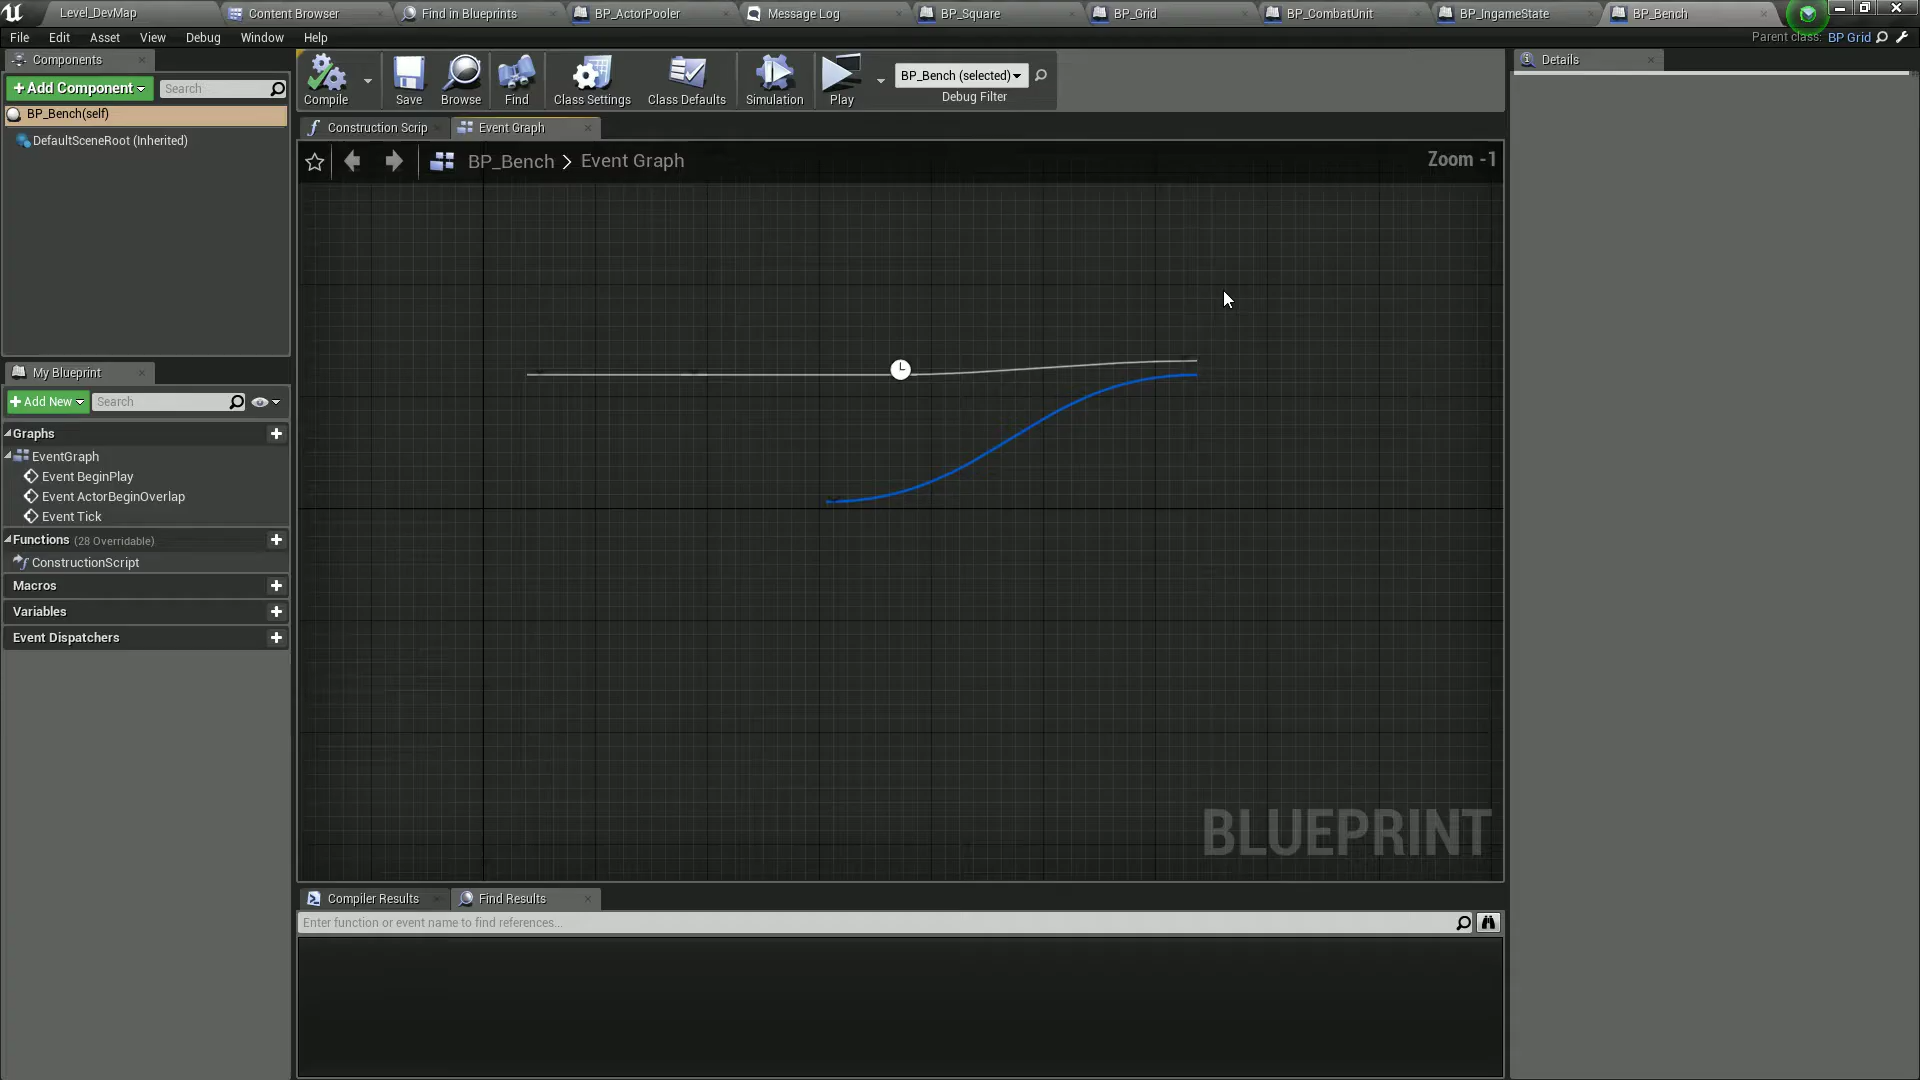 Level_DevMap
Content Browser
Find in Blueprints
BP_ActorPooler
Message Log
BP_Square
BP_Grid
BP_CombatUnit
BP_IngameState
BP_Bench
File
Edit
Asset
View
Debug
Window
Help
Parent class: BP Grid
Components
+Add Component
Search
BP_Bench(self)
DefaultSceneRoot (Inherited)
Compile
Save
Browse
Find
Class Settings
Class Defaults
Simulation
Play
BP_Bench (selected)
Debug Filter
Details
Construction Scrip
Event Graph
BP_Bench > Event Graph
Zoom -1
My Blueprint
+Add New
Search
Graphs
EventGraph
Event BeginPlay
Event ActorBeginOverlap
Event Tick
Functions (28 Overridable)
ConstructionScript
Macros
Variables
Event Dispatchers
BLUEPRINT
Compiler Results
Find Results
Enter function or event name to find references...